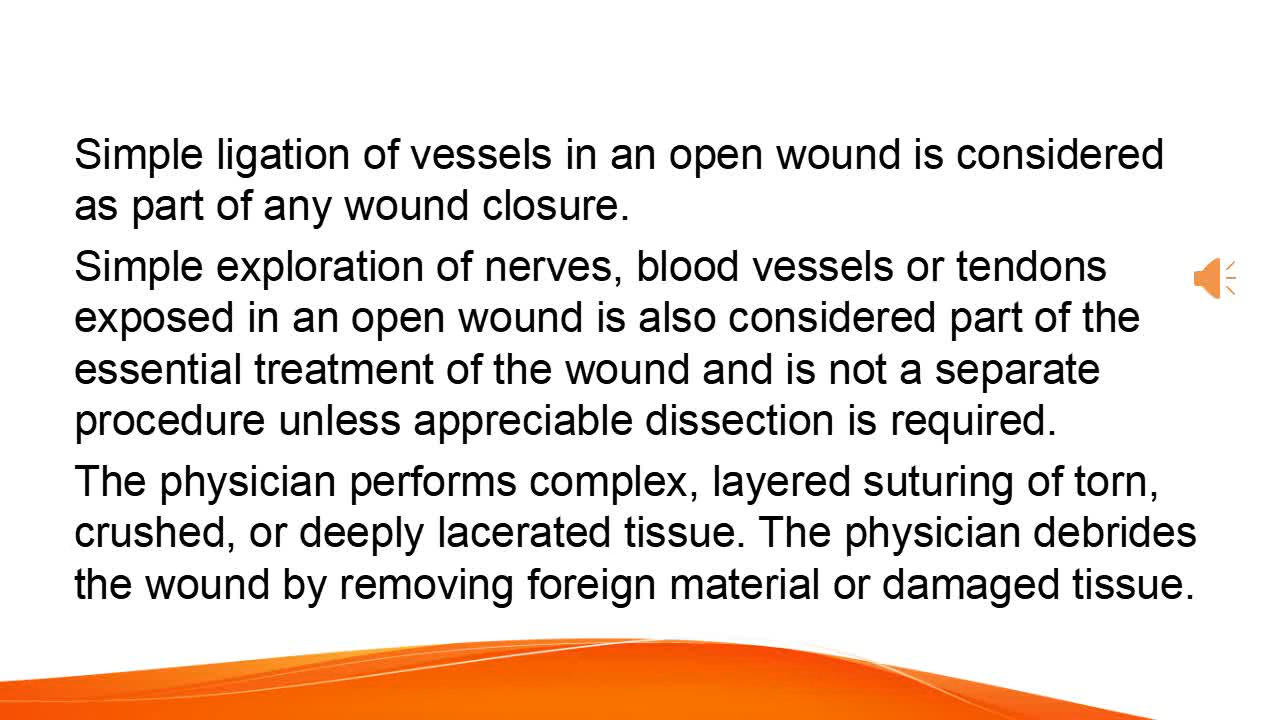 Simple ligation of vessels in an open wound is considered
as part of any wound closure.
Simple exploration of nerves, blood vessels or tendons
exposed in an open wound is also considered part of the
essential treatment of the wound and is not a separate
procedure unless appreciable dissection is required.
The physician performs complex, layered suturing of torn,
crushed, or deeply lacerated tissue. The physician debrides
the wound by removing foreign material or damaged tissue.